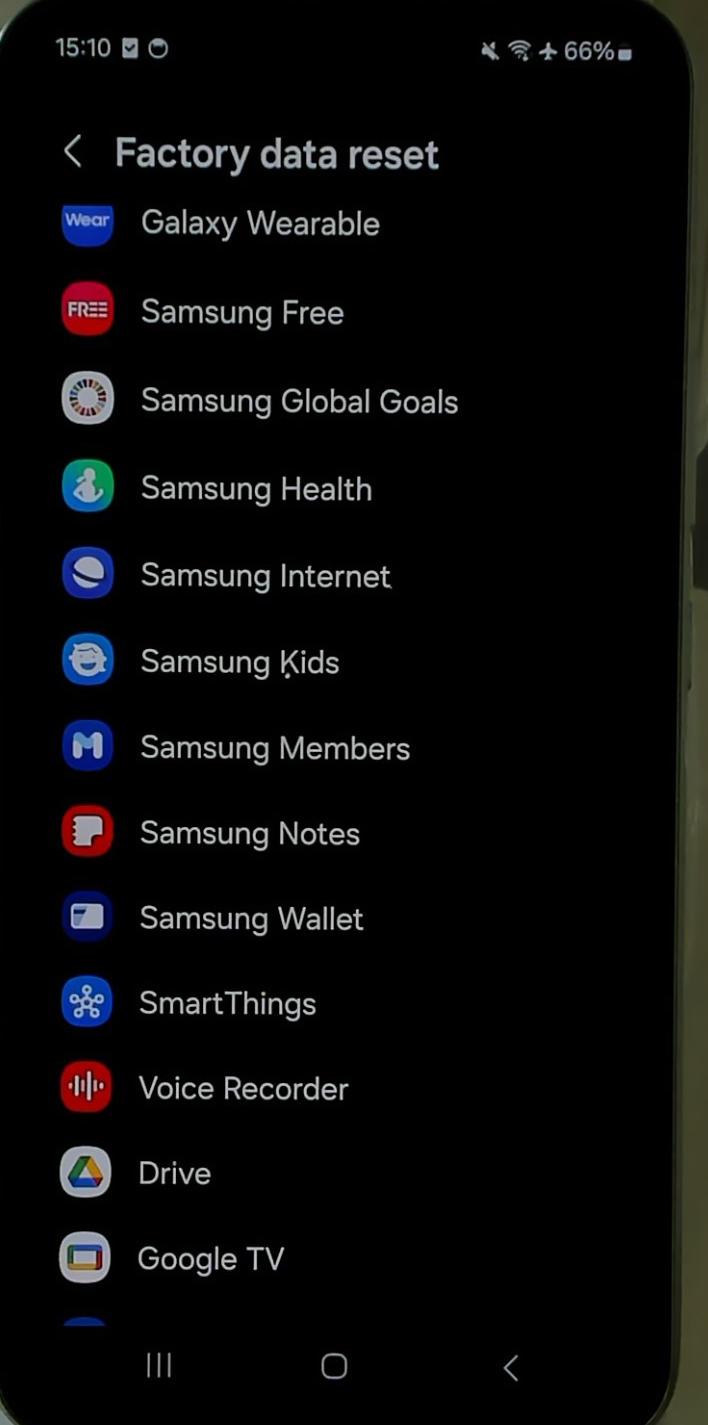 15:10 66%
Factory data reset
Wear Galaxy Wearable
FREE Samsung Free
Samsung Global Goals
Samsung Health
Samsung Internet
Samsung Kids
Samsung Members
Samsung Notes
Samsung Wallet
SmartThings
Voice Recorder
Drive
Google TV